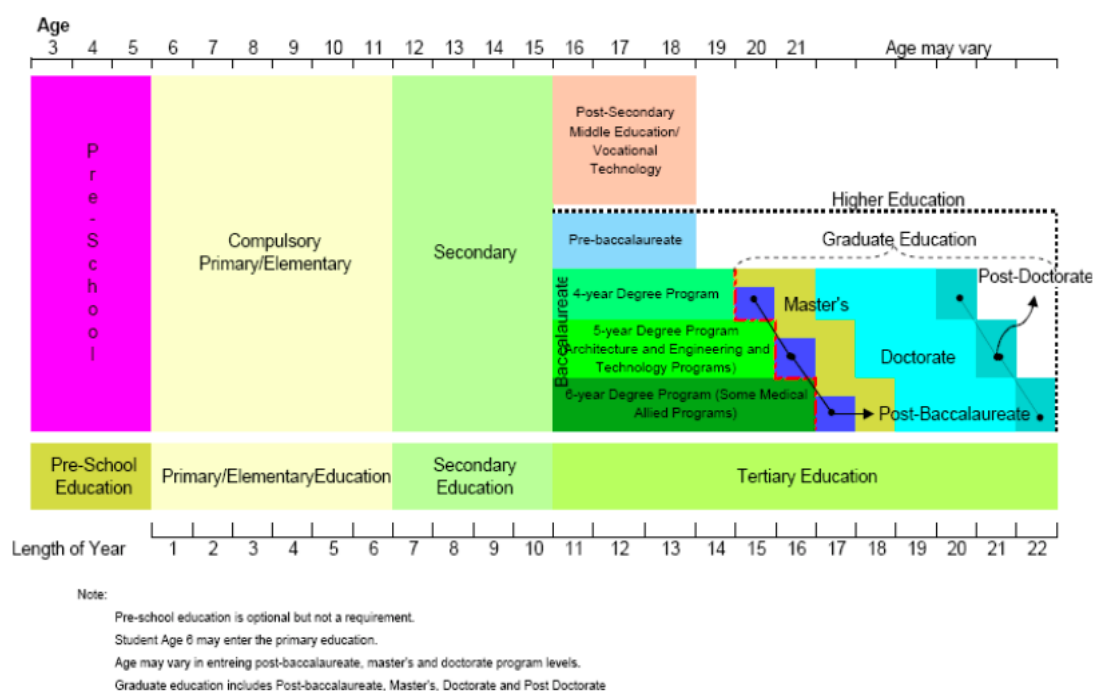 Age
3 4 5 6 7 8 9 10 11 12 13 14 15 16 17 18 19 20 21 Age may vary
Pre-School
Compulsory
Primary/Elementary
Secondary
Post-Secondary
Middle Education/
Vocational
Technology
Higher Education
Pre-baccalaureate
Graduate Education
Post-Doctorate
Baccalaureate
4-year Degree Program
Master's
5-year Degree Program
Architecture and Engineering and
Technology Programs)
Doctorate
6-year Degree Program (Some Medical
Allied Programs)
Post-Baccalaureate
Pre-School
Education
Primary/ElementaryEducation
Secondary
Education
Tertiary Education
Length of Year
1 2 3 4 5 6 7 8 9 10 11 12 13 14 15 16 17 18 19 20 21 22
Note:
Pre-school education is optional but not a requirement.
Student Age 6 may enter the primary education.
Age may vary in entreing post-baccalaureate, master's and doctorate program levels.
Graduate education includes Post-baccalaureate, Master's, Doctorate and Post Doctorate